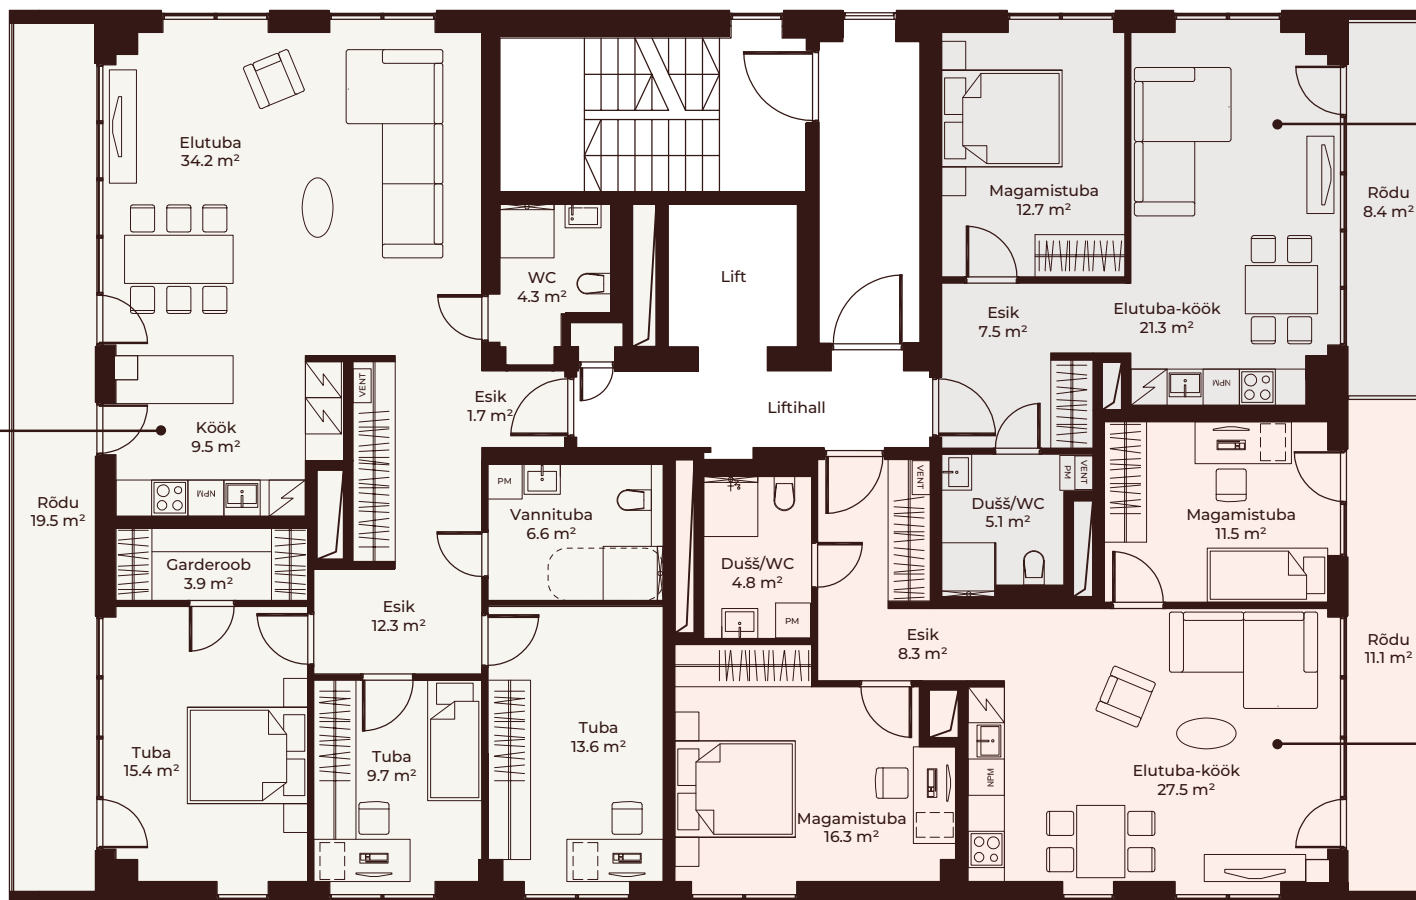 Elutuba
34.2 m²
WC
4.3 m²
Lift
Magamistuba
12.7 m²
Rõdu
8.4 m²
Esik
7.5 m²
Elutuba-köök
21.3 m²
NPM
VENT
Esik
1.7 m²
Liftihall
Köök
9.5 m²
NPM
Rõdu
19.5 m²
Garderoob
3.9 m²
PM
Vannituba
6.6 m²
Dušš/WC
4.8 m²
PM
VENT
Dušš/WC
5.1 m²
PM
VENT
Magamistuba
11.5 m²
Esik
12.3 m²
Esik
8.3 m²
Rõdu
11.1 m²
Tuba
15.4 m²
Tuba
9.7 m²
Tuba
13.6 m²
Magamistuba
16.3 m²
NPM
Elutuba-köök
27.5 m²